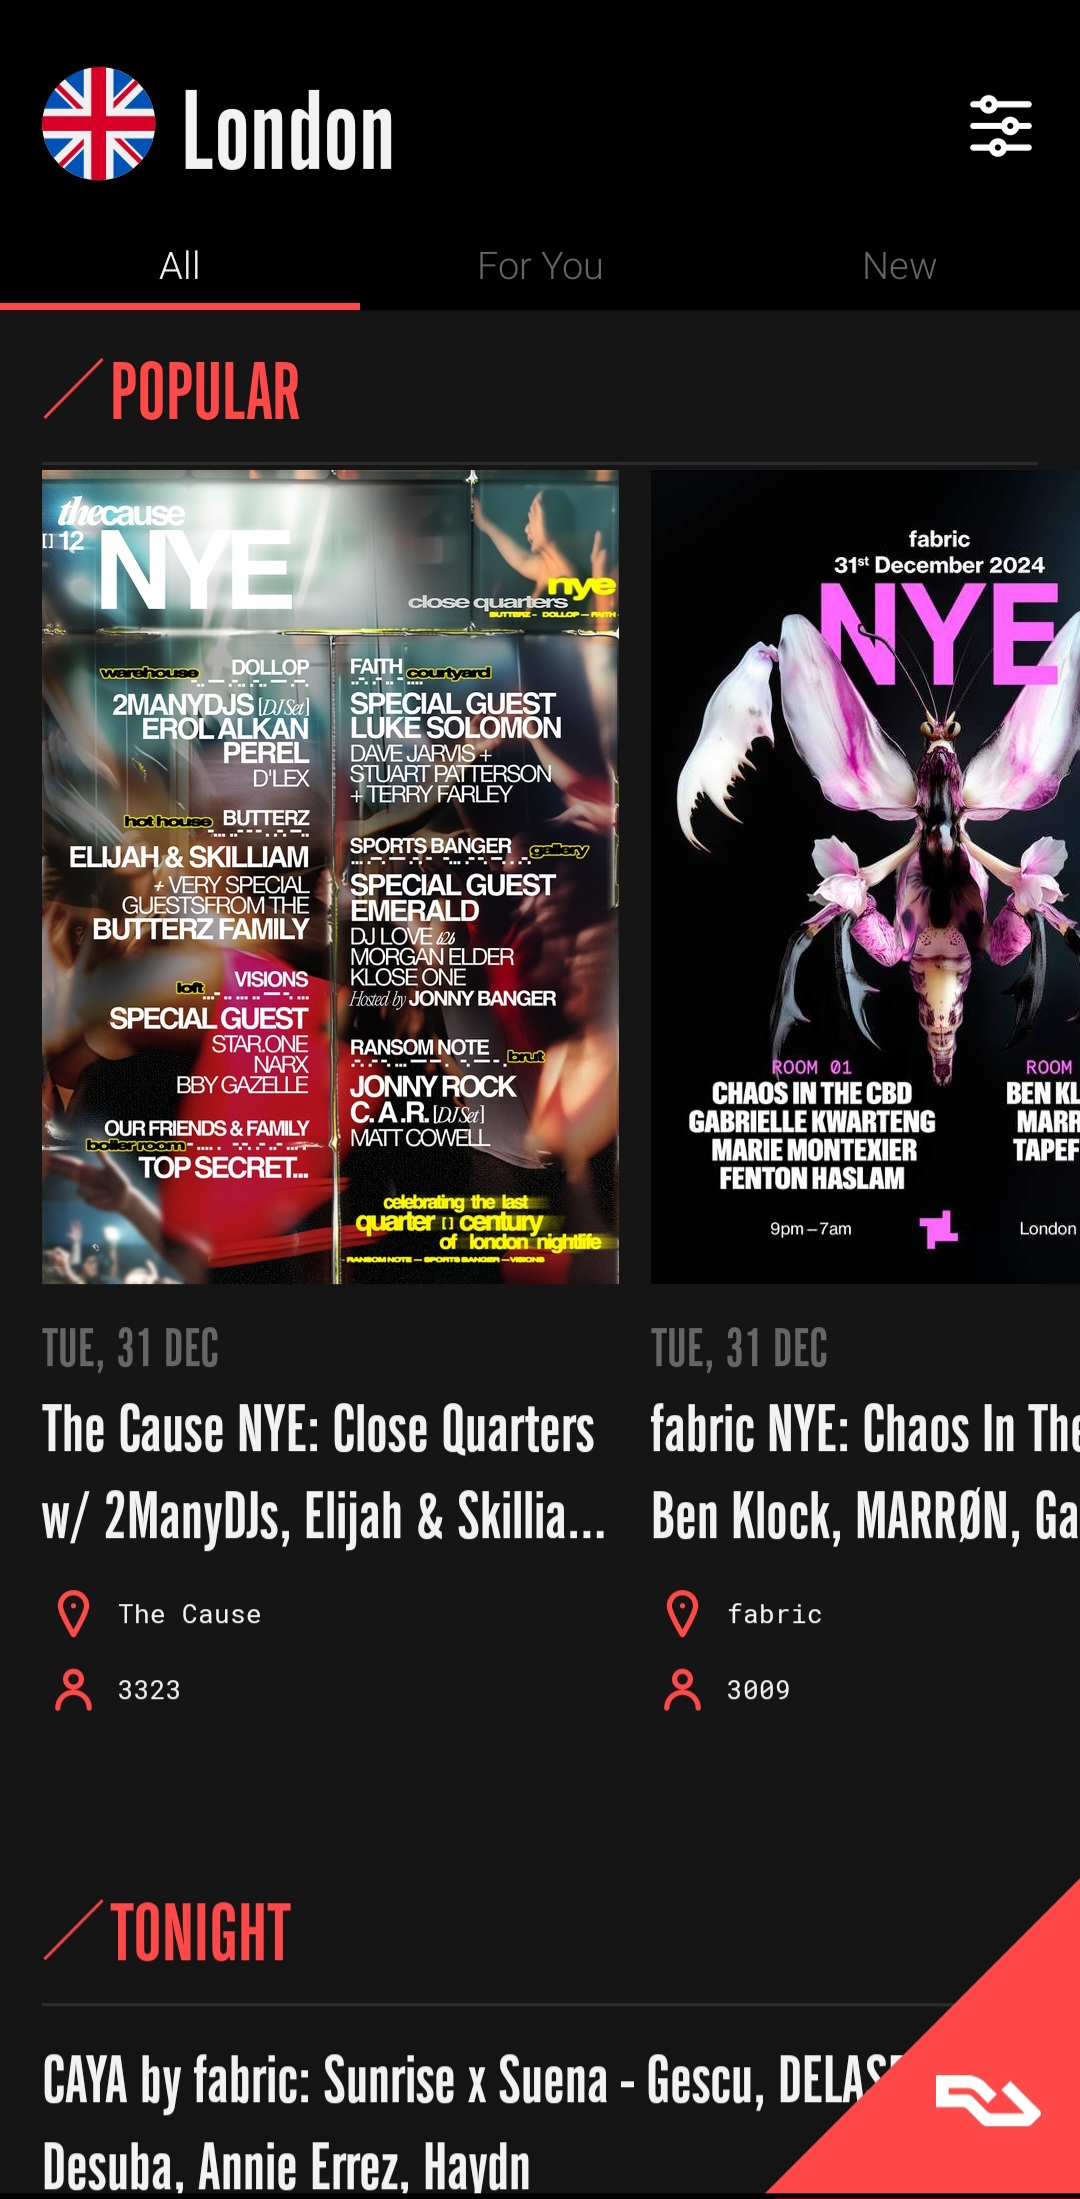 London
All
For You
New
POPULAR
thecause
[] 12
NYE
nye
close quarters
BUTTERZ - DOLLOP — FAITH
warehouse DOLLOP
2MANYDJS [DJ Set]
EROL ALKAN
PEREL
D'LEX
hot house BUTTERZ
ELIJAH & SKILLIAM
+ VERY SPECIAL
GUESTSFROM THE
BUTTERZ FAMILY
VISIONS
loft
SPECIAL GUEST
STAR.ONE
NARX
BBY GAZELLE
OUR FRIENDS & FAMILY
boiler room
TOP SECRET...
FAITH courtyard
SPECIAL GUEST
LUKE SOLOMON
DAVE JARVIS +
STUART PATTERSON
+ TERRY FARLEY
SPORTS BANGER gallery
SPECIAL GUEST
EMERALD
DJ LOVE b2b
MORGAN ELDER
KLOSE ONE
Hosted by JONNY BANGER
RANSOM NOTE
brut
JONNY ROCK
C.A.R. [DJ Set]
MATT COWELL
celebrating the last
quarter [] century
of london nightlife
RANSOM NOTE — SPORTS BANGER —VISIONS
fabric
31st December 2024
NYE
ROOM 01
CHAOS IN THE CBD
GABRIELLE KWARTENG
MARIE MONTEXIER
FENTON HASLAM
ROOM
BEN KL
MARR
TAPEF
9pm – 7am
London
TUE, 31 DEC
The Cause NYE: Close Quarters
w/ 2ManyDJs, Elijah & Skillia...
The Cause
3323
TUE, 31 DEC
fabric NYE: Chaos In The
Ben Klock, MARRØN, Ga
fabric
3009
TONIGHT
CAYA by fabric: Sunrise x Suena - Gescu, DELAS
Desuba, Annie Errez, Haydn